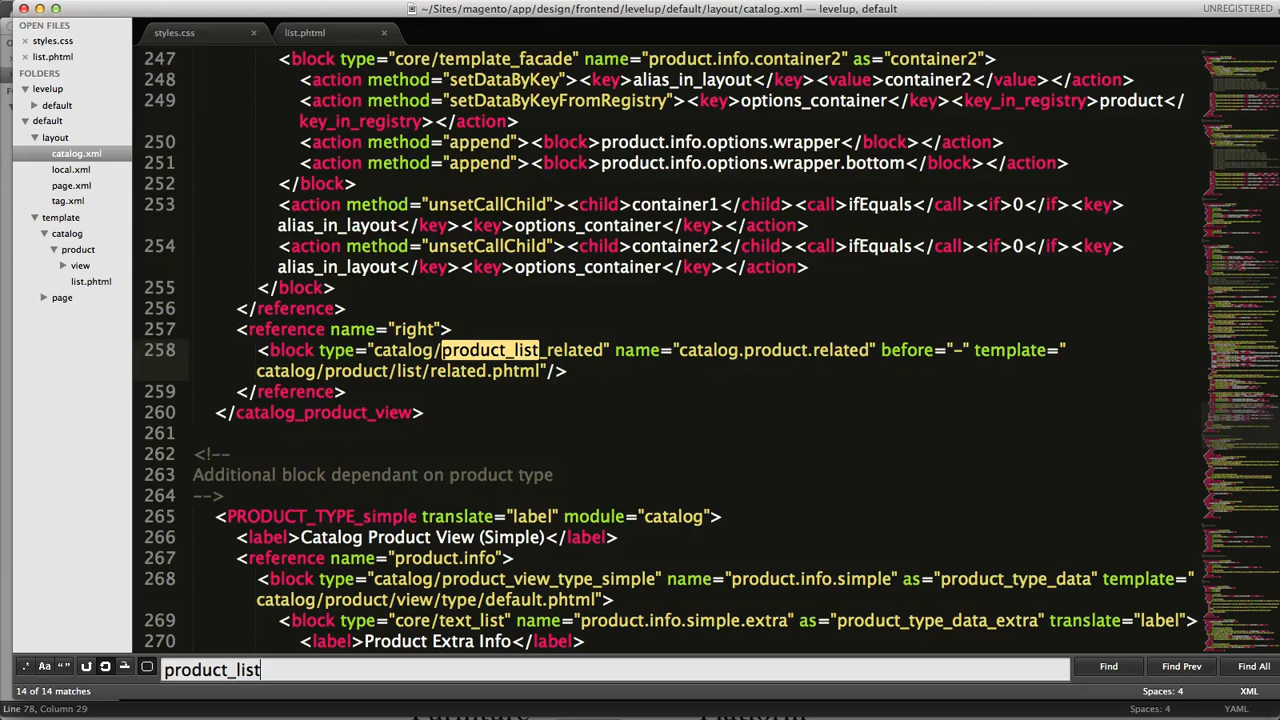 ~/Sites/magento/app/design/frontend/levelup/default/layout/catalog.xml — levelup, default
UNREGISTERED
OPEN FILES
styles.css
list.phtml
FOLDERS
levelup
default
default
layout
catalog.xml
local.xml
page.xml
tag.xml
template
catalog
product
view
list.phtml
page
styles.css ×
list.phtml ×
247 <block type="core/template_facade" name="product.info.container2" as="container2">
248 <action method="setDataByKey"><key>alias_in_layout</key><value>container2</value></action>
249 <action method="setDataByKeyFromRegistry"><key>options_container</key><key_in_registry>product</
key_in_registry></action>
250 <action method="append"><block>product.info.options.wrapper</block></action>
251 <action method="append"><block>product.info.options.wrapper.bottom</block></action>
252 </block>
253 <action method="unsetCallChild"><child>container1</child><call>ifEquals</call><if>0</if><key>
alias_in_layout</key><key>options_container</key></action>
254 <action method="unsetCallChild"><child>container2</child><call>ifEquals</call><if>0</if><key>
alias_in_layout</key><key>options_container</key></action>
255 </block>
256 </reference>
257 <reference name="right">
258 <block type="catalog/product_list_related" name="catalog.product.related" before="-" template="
catalog/product/list/related.phtml"/>
259 </reference>
260 </catalog_product_view>
261
262 <!--
263 Additional block dependant on product type
264 -->
265 <PRODUCT_TYPE_simple translate="label" module="catalog">
266 <label>Catalog Product View (Simple)</label>
267 <reference name="product.info">
268 <block type="catalog/product_view_type_simple" name="product.info.simple" as="product_type_data" template="
catalog/product/view/type/default.phtml">
269 <block type="core/text_list" name="product.info.simple.extra" as="product_type_data_extra" translate="label">
270 <label>Product Extra Info</label>
.* Aa “” product_list Find Find Prev Find All
14 of 14 matches
Spaces: 4 XML
Line 78, Column 29
Spaces: 4 YAML